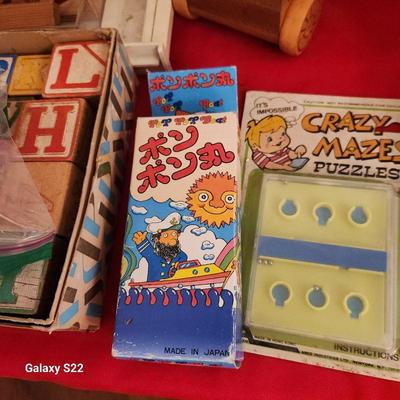 L
H
ポンポン丸
ポン
ポン丸
MADE IN JAPAN
IT'S IMPOSSIBLE
CRAZY
MAZES
PUZZLES
INSTRUCTIONS
Galaxy S22